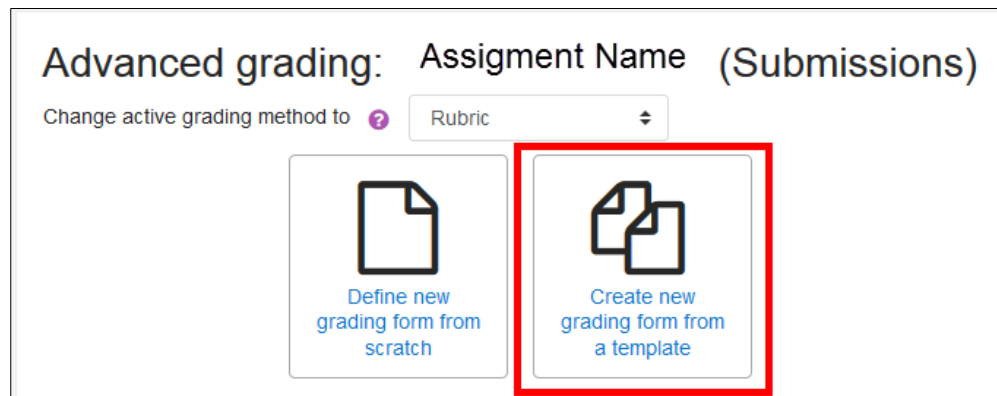 Advanced grading: Assigment Name (Submissions)
Change active grading method to ? Rubric
Define new
grading form from
scratch
Create new
grading form from
a template